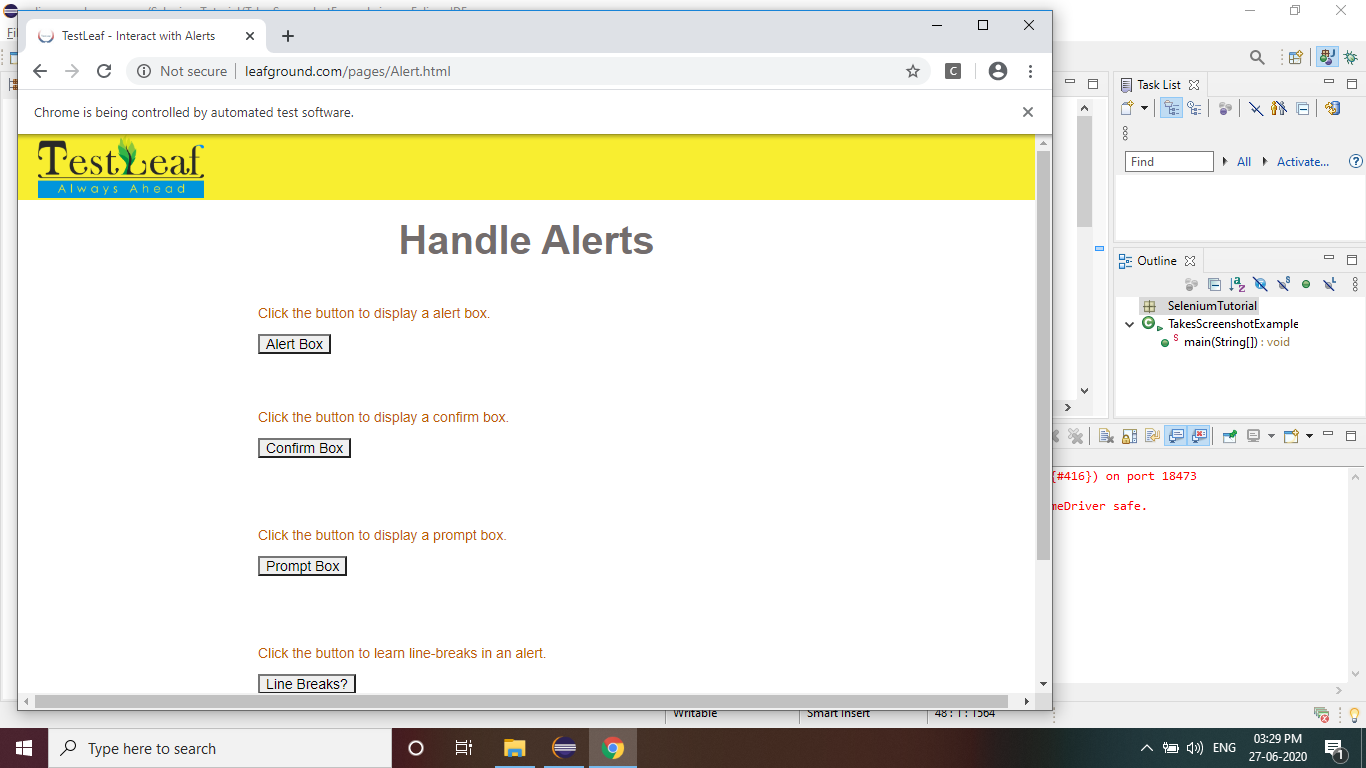 TestLeaf - Interact with Alerts
Not secure
leafground.com/pages/Alert.html
C
Chrome is being controlled by automated test software.
TestLeaf
Always Ahead
Handle Alerts
Click the button to display a alert box.
Alert Box
Click the button to display a confirm box.
Confirm Box
Click the button to display a prompt box.
Prompt Box
Click the button to learn line-breaks in an alert.
Line Breaks?
Task List
Find
All
Activate...
Outline
SeleniumTutorial
TakesScreenshotExample
main(String[]) : void
{#416}) on port 18473
meDriver safe.
Writable
Smart Insert
48 : 1 : 1564
Type here to search
ENG
03:29 PM
27-06-2020
1